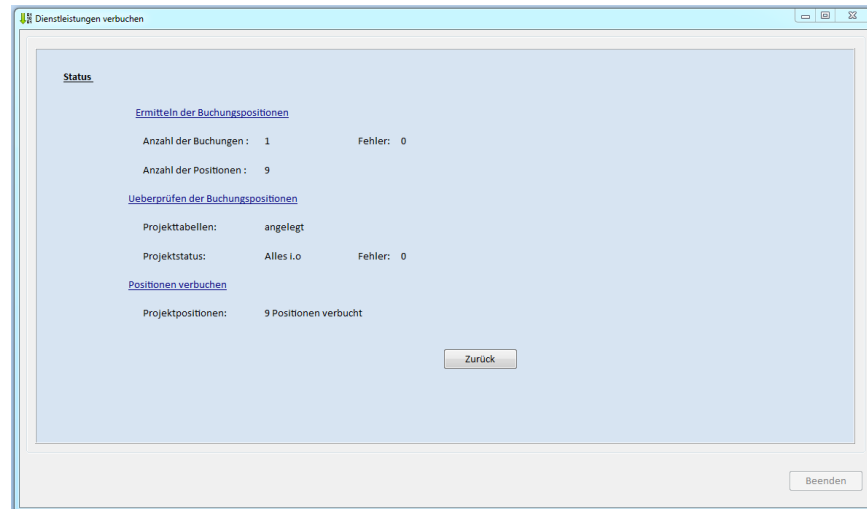 Dienstleistungen verbuchen
Status
Ermitteln der Buchungspositionen
Anzahl der Buchungen : 1 Fehler: 0
Anzahl der Positionen : 9
Ueberprüfen der Buchungspositionen
Projekttabellen: angelegt
Projektstatus: Alles i.o Fehler: 0
Positionen verbuchen
Projektpositionen: 9 Positionen verbucht
Zurück
Beenden